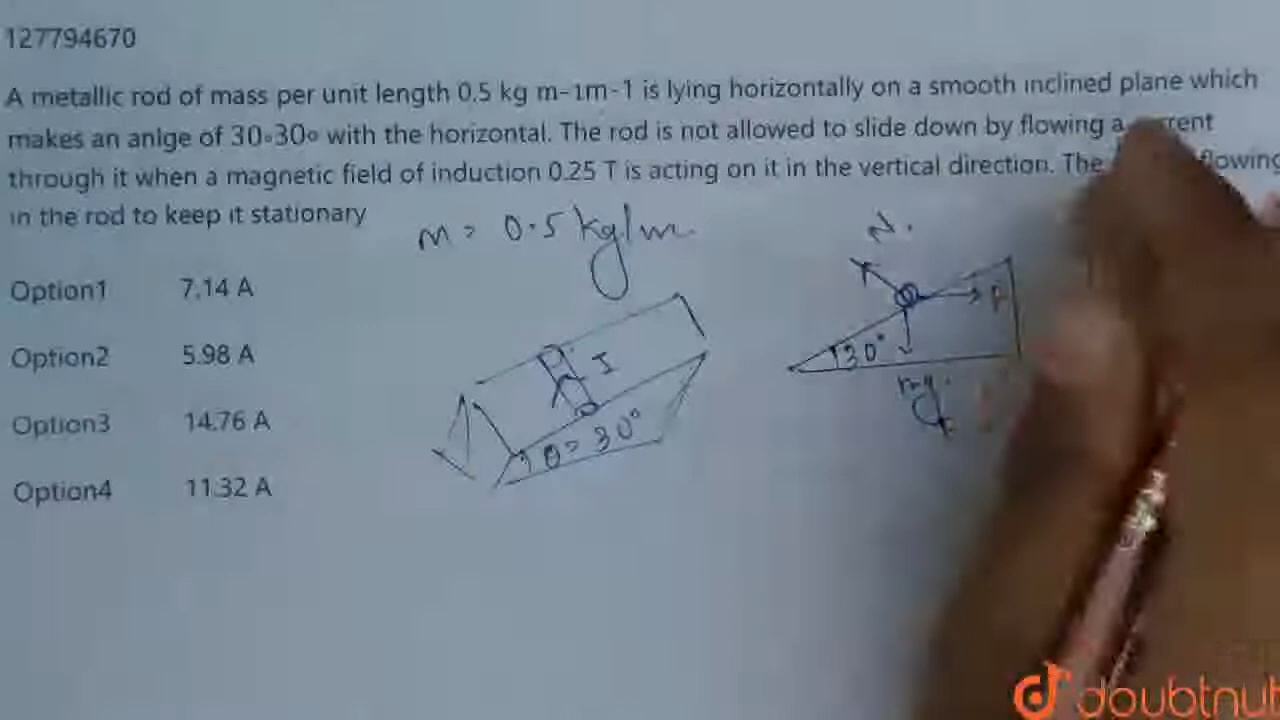 127794670
A metallic rod of mass per unit length 0.5 kg m-1m-1 is lying horizontally on a smooth inclined plane which
makes an anlge of 30∘30∘ with the horizontal. The rod is not allowed to slide down by flowing a
through it when a magnetic field of induction 0.25 T is acting on it in the vertical direction. The flowing
in the rod to keep it stationary
m = 0.5 kg/m.
N.
Option1 7.14 A
F
I
30°
Option2 5.98 A
mg
Option3 14.76 A
θ = 30°
Option4 11.32 A
doubtnut